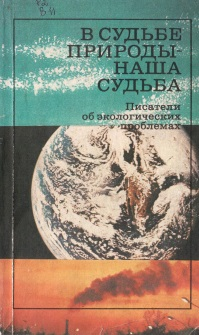 В СУДЬБЕ
ПРИРОДЫ-
НАША
СУДЬБА
Писатели
об экологических
проблемах